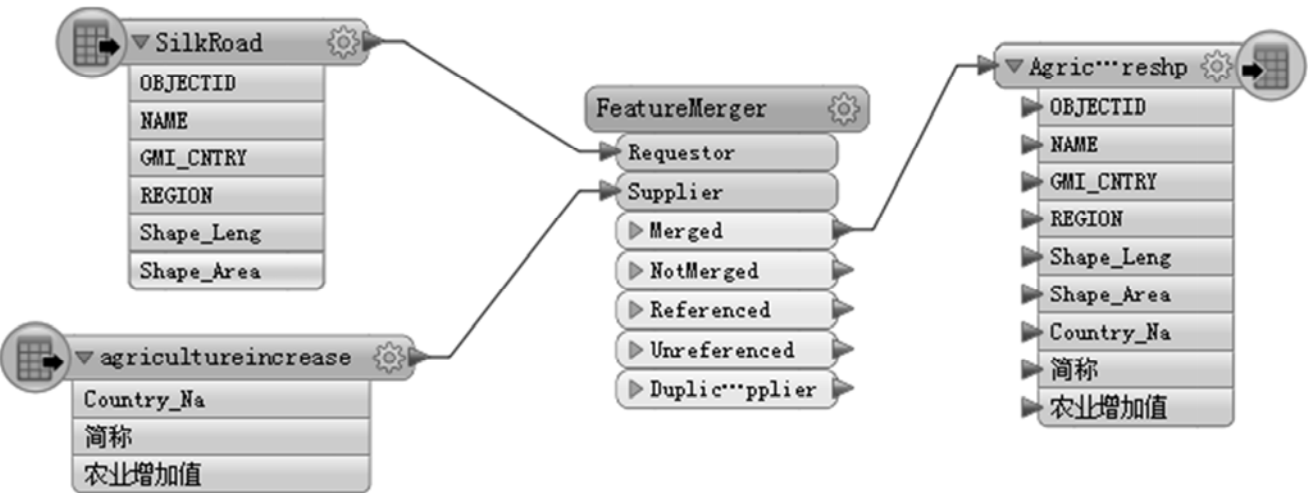 SilkRoad
OBJECTID
NAME
GMI_CNTRY
REGION
Shape_Leng
Shape_Area
agricultureincrease
Country_Na
简称
农业增加值
FeatureMerger
Requestor
Supplier
Merged
NotMerged
Referenced
Unreferenced
Duplic…pplier
Agric…reshp
OBJECTID
NAME
GMI_CNTRY
REGION
Shape_Leng
Shape_Area
Country_Na
简称
农业增加值